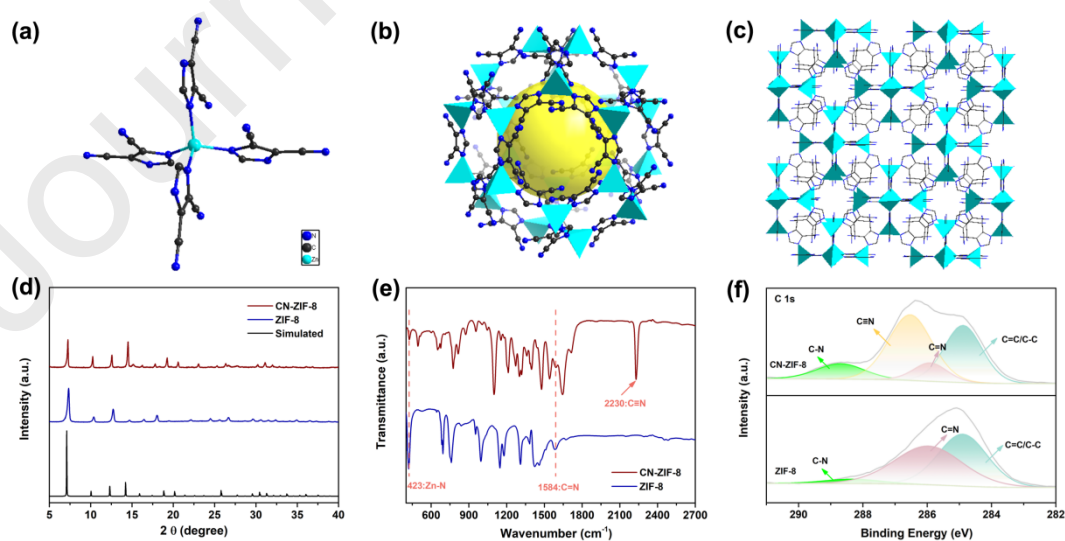 Journ
(a)
N
C
Zn
(b)
(c)
(d)
CN-ZIF-8
ZIF-8
Simulated
Intensity (a.u.)
5 10 15 20 25 30 35 40
2 θ (degree)
(e)
2230:C≡N
423:Zn-N
1584:C=N
CN-ZIF-8
ZIF-8
Transmittance (a.u.)
600 900 1200 1500 1800 2100 2400 2700
Wavenumber (cm⁻¹)
(f)
C 1s
C≡N
C-N
C=N
C=C/C-C
CN-ZIF-8
C=N
C-N
C=C/C-C
ZIF-8
Intensity (a.u.)
290 288 286 284 282
Binding Energy (eV)